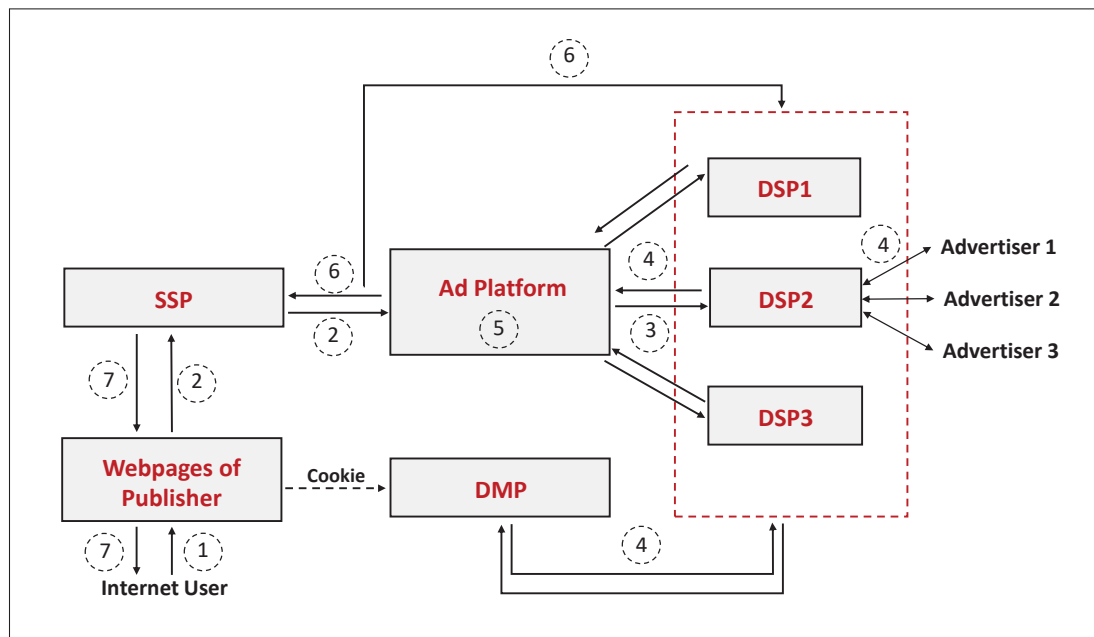 6
DSP1
4
Advertiser 1
6
4
SSP
Ad Platform
DSP2
Advertiser 2
2
5
3
Advertiser 3
7
2
DSP3
Webpages of
Publisher
Cookie
DMP
7
1
4
Internet User